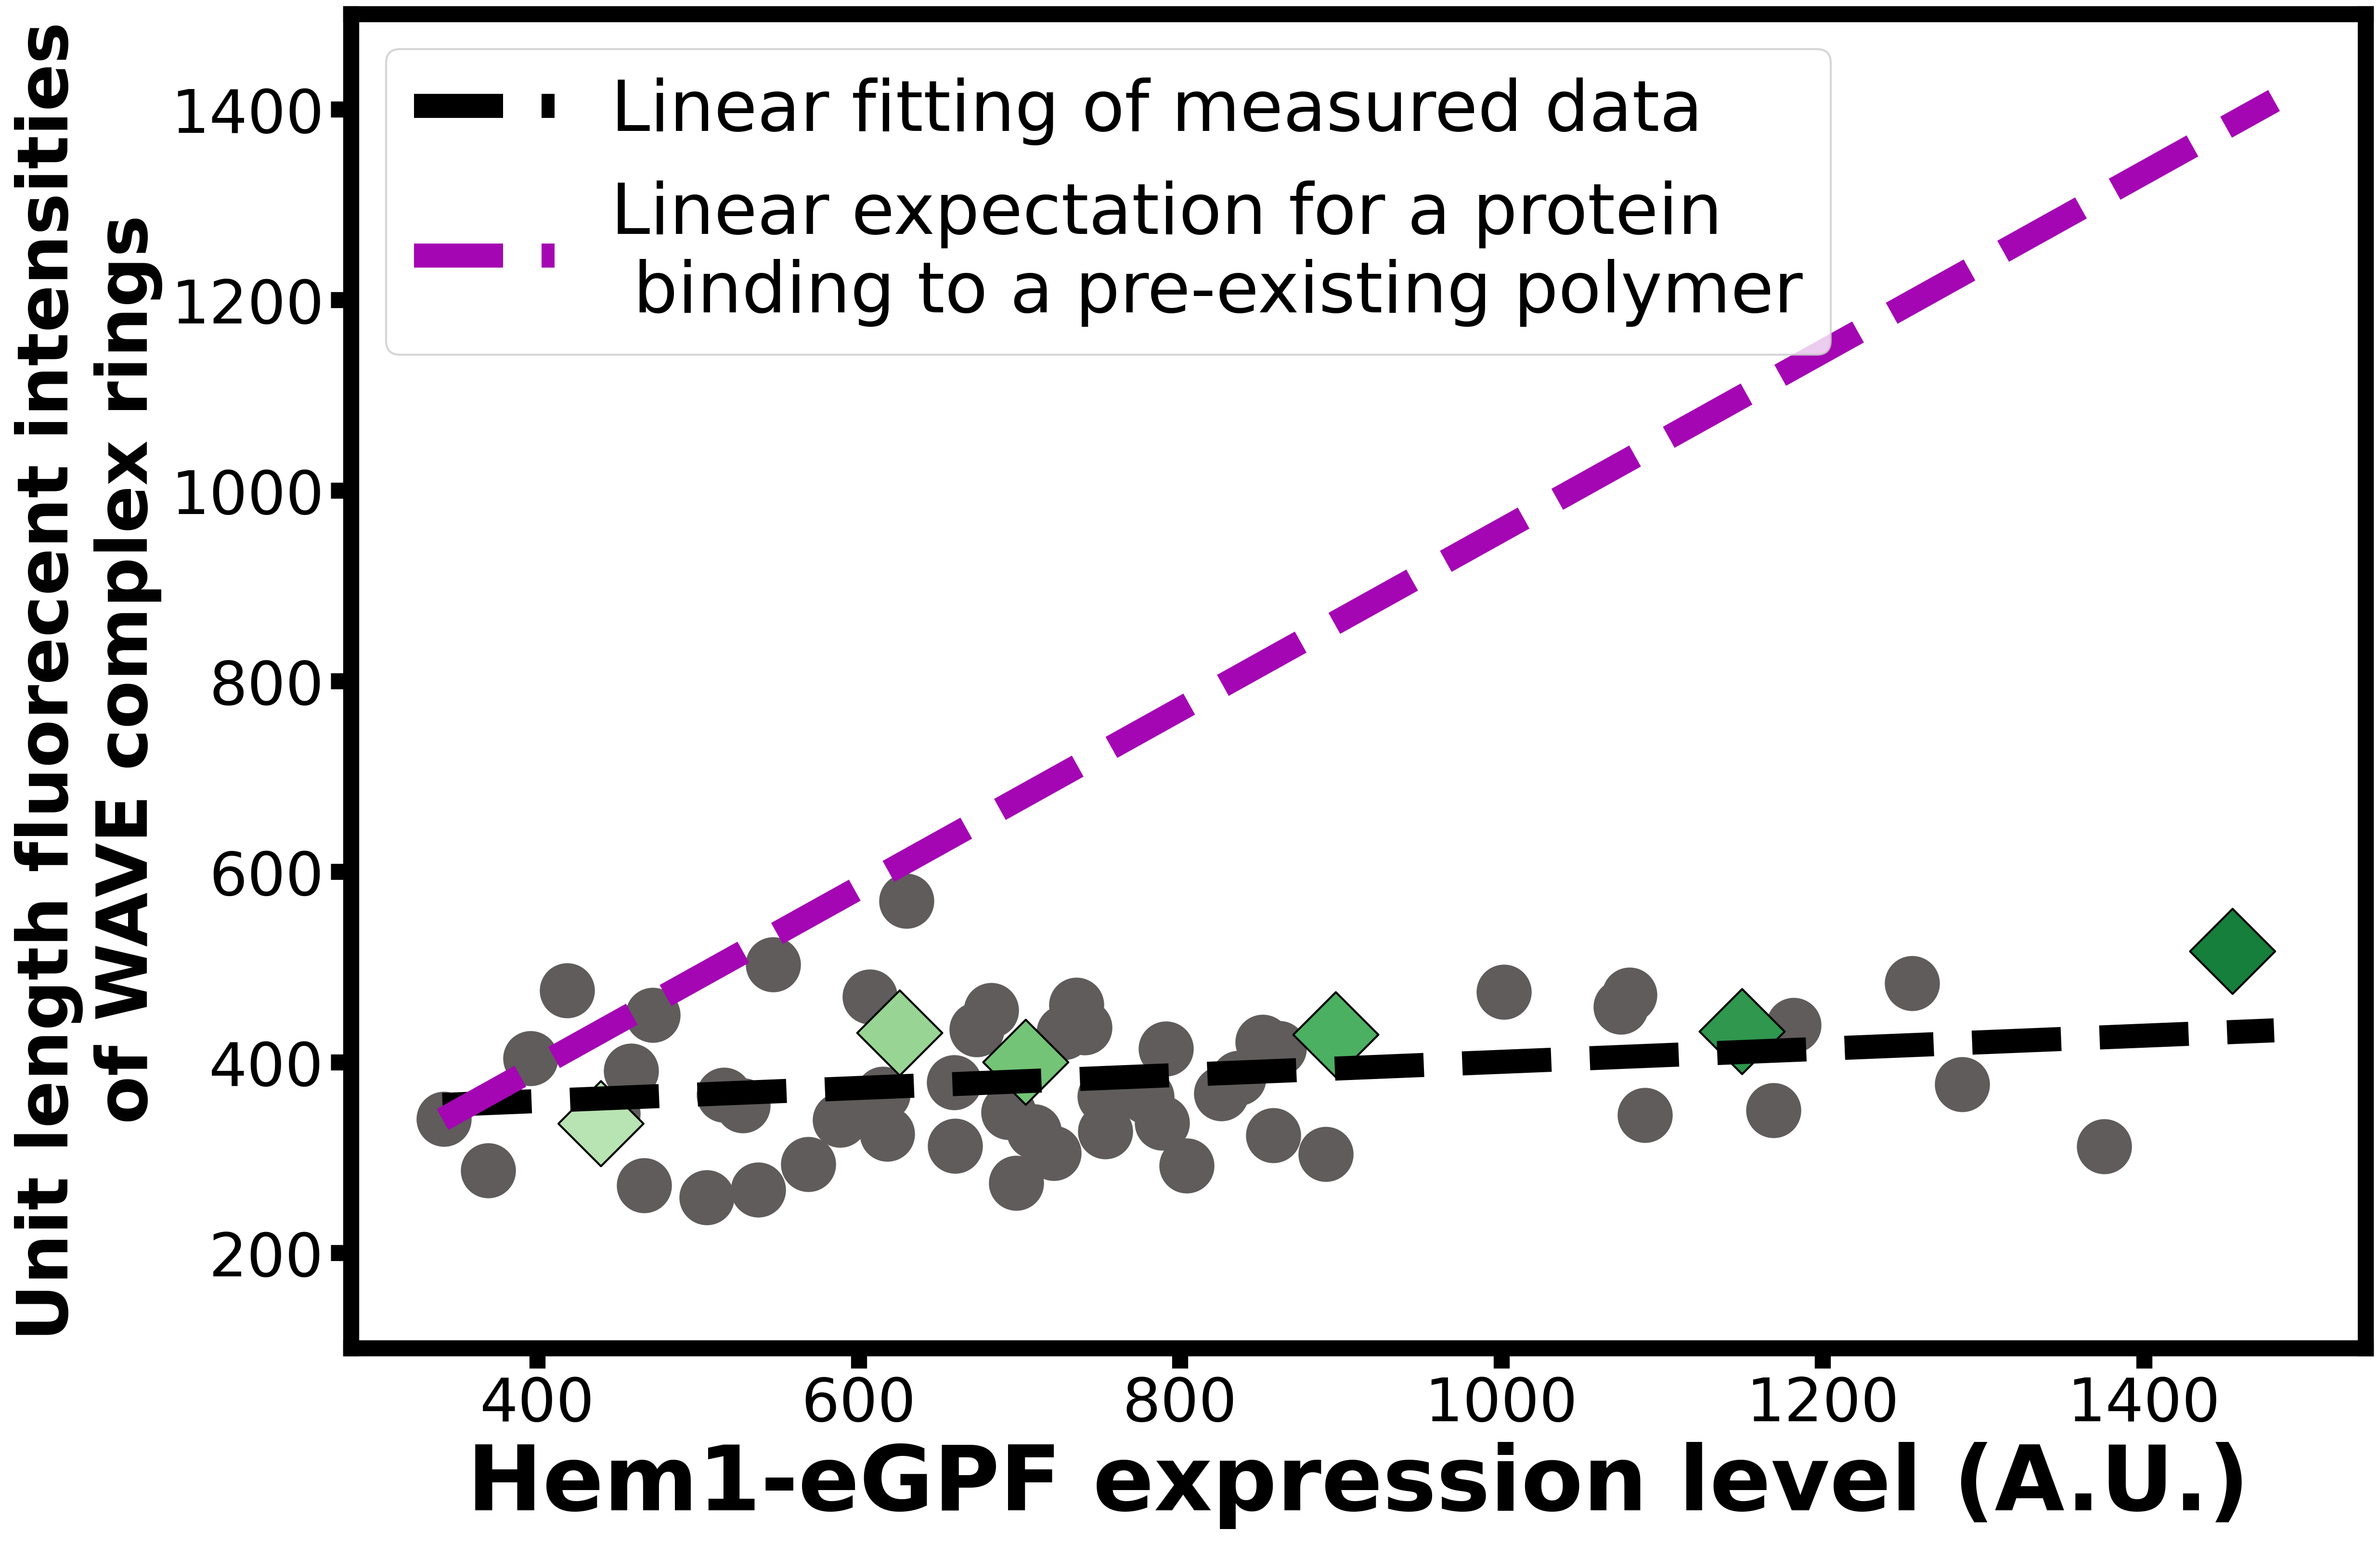 Unit length fluorecent intensities
of WAVE complex rings
1400
1200
1000
800
600
400
200
Linear fitting of measured data
Linear expectation for a protein
binding to a pre-existing polymer
400
600
800
1000
1200
1400
Hem1-eGPF expression level (A.U.)